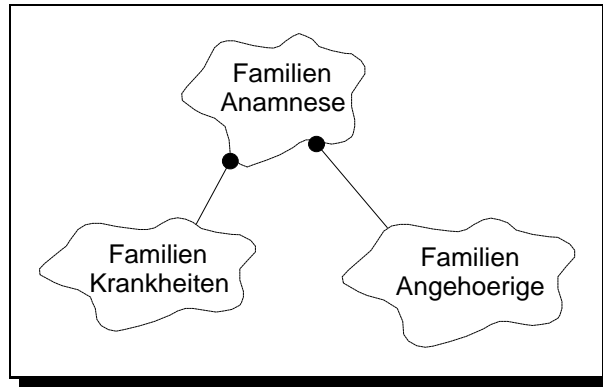 Familien
Anamnese
Familien
Krankheiten
Familien
Angehoerige